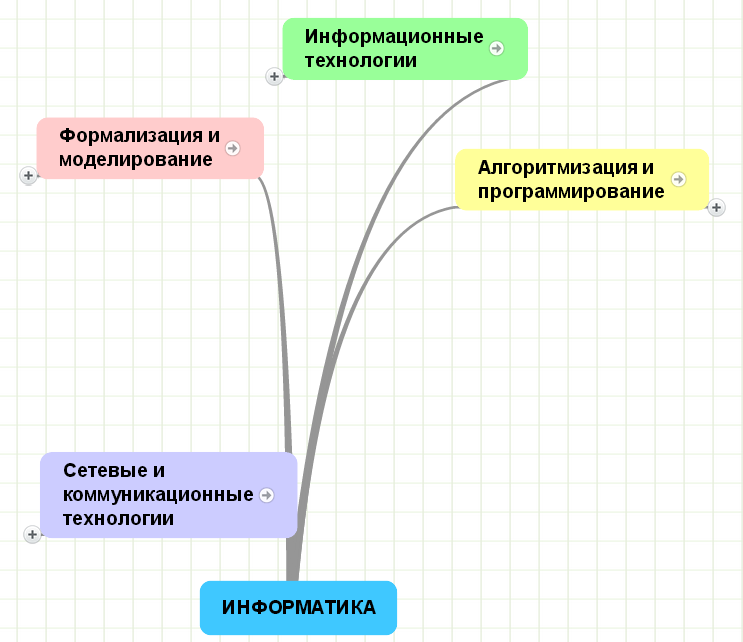 Информационные
технологии
Формализация и
моделирование
Алгоритмизация и
программирование
Сетевые и
коммуникационные
технологии
ИНФОРМАТИКА